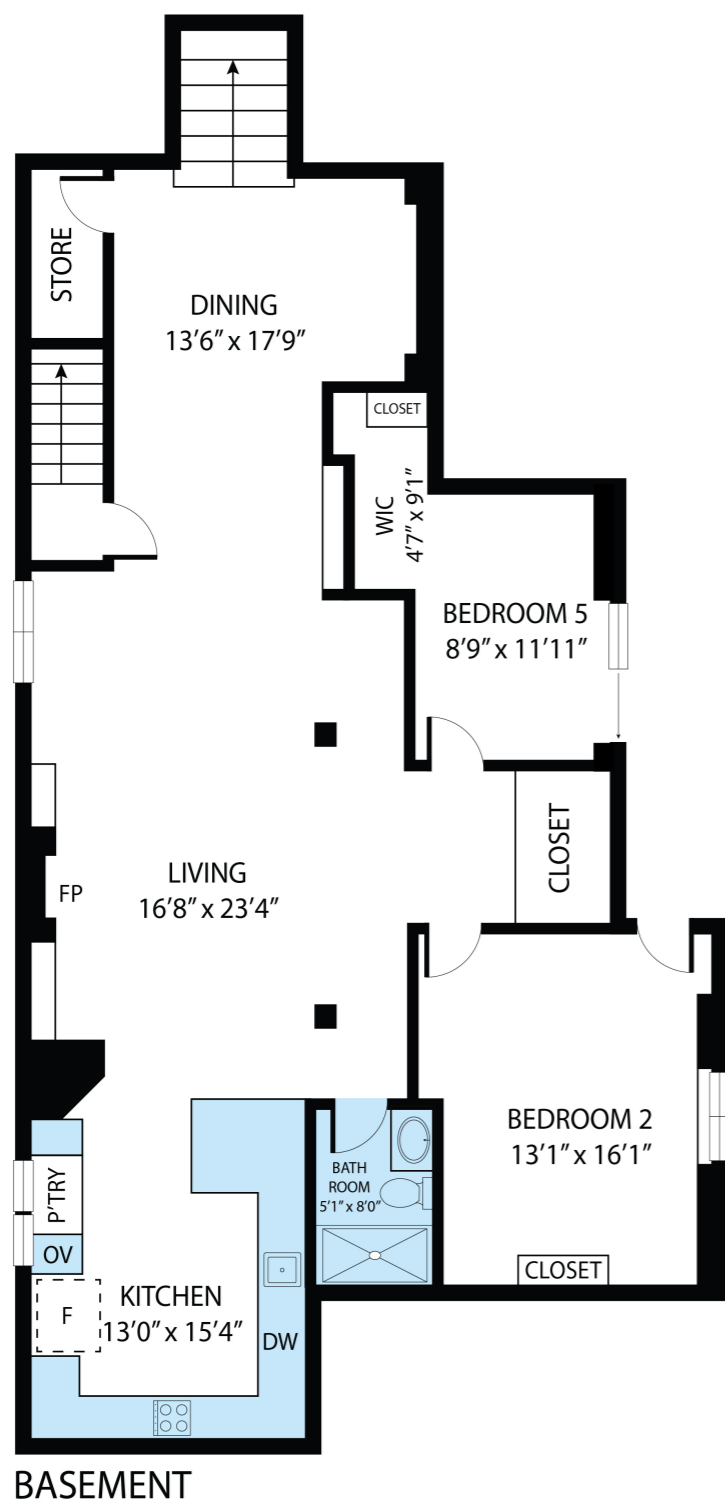 STORE
DINING
13’6” x 17’9”
CLOSET
WIC
4’7” x 9’1”
BEDROOM 5
8’9” x 11’11”
CLOSET
LIVING
16’8” x 23’4”
FP
BEDROOM 2
13’1” x 16’1”
CLOSET
BATH
ROOM
5’1” x 8’0”
P’TRY
OV
F
KITCHEN
13’0” x 15’4”
DW
BASEMENT